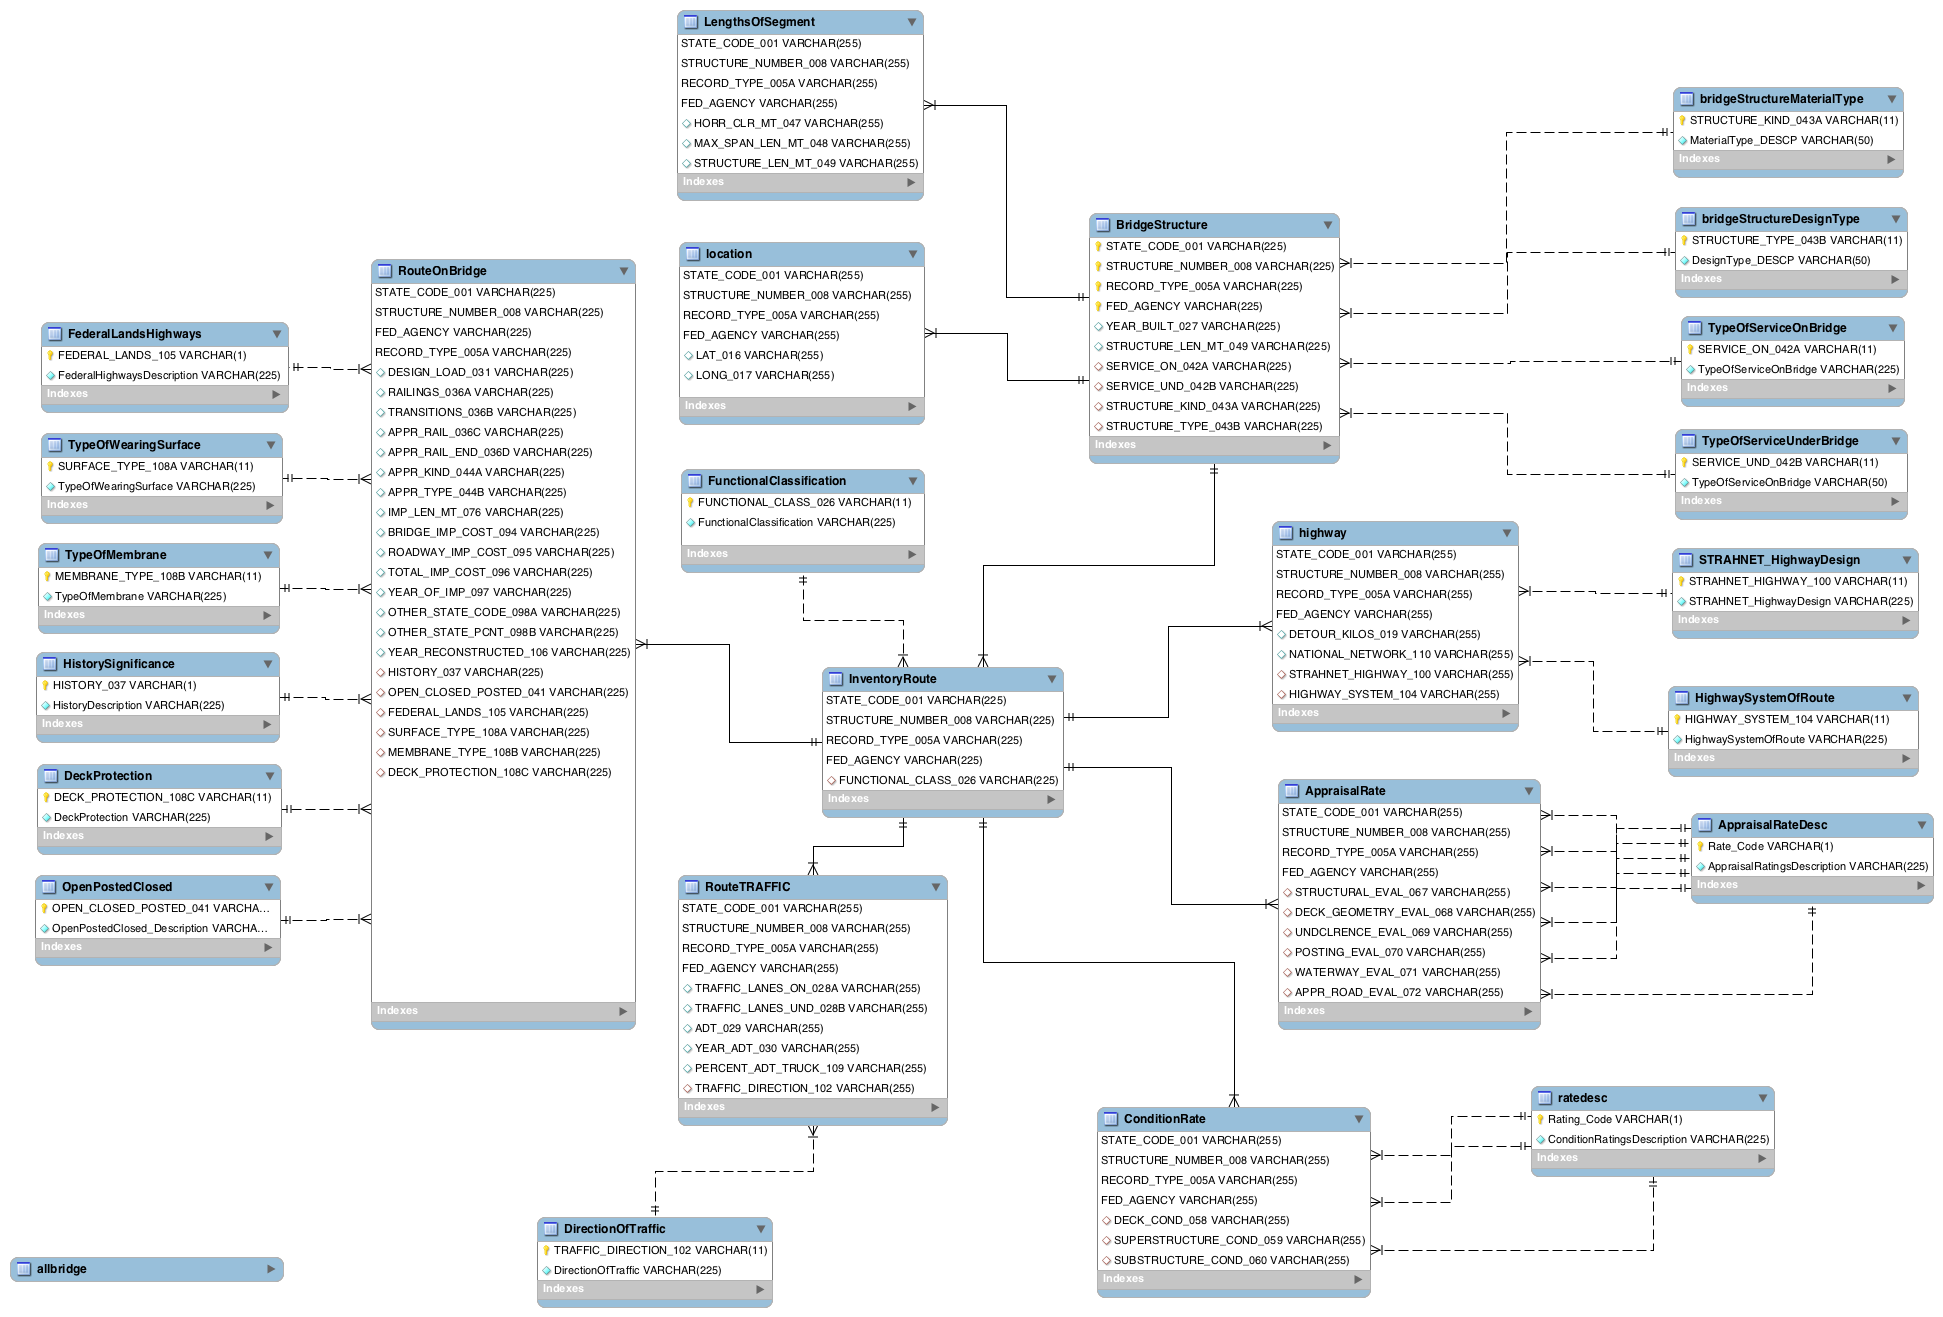 LengthsOfSegment
STATE_CODE_001 VARCHAR(255)
STRUCTURE_NUMBER_008 VARCHAR(255)
RECORD_TYPE_005A VARCHAR(255)
FED_AGENCY VARCHAR(255)
HORR_CLR_MT_047 VARCHAR(255)
MAX_SPAN_LEN_MT_048 VARCHAR(255)
STRUCTURE_LEN_MT_049 VARCHAR(255)
Indexes
location
STATE_CODE_001 VARCHAR(255)
STRUCTURE_NUMBER_008 VARCHAR(255)
RECORD_TYPE_005A VARCHAR(255)
FED_AGENCY VARCHAR(255)
LAT_016 VARCHAR(255)
LONG_017 VARCHAR(255)
Indexes
BridgeStructure
STATE_CODE_001 VARCHAR(225)
STRUCTURE_NUMBER_008 VARCHAR(225)
RECORD_TYPE_005A VARCHAR(225)
FED_AGENCY VARCHAR(225)
YEAR_BUILT_027 VARCHAR(225)
STRUCTURE_LEN_MT_049 VARCHAR(225)
SERVICE_ON_042A VARCHAR(225)
SERVICE_UND_042B VARCHAR(225)
STRUCTURE_KIND_043A VARCHAR(225)
STRUCTURE_TYPE_043B VARCHAR(225)
Indexes
bridgeStructureMaterialType
STRUCTURE_KIND_043A VARCHAR(11)
MaterialType_DESCP VARCHAR(50)
Indexes
bridgeStructureDesignType
STRUCTURE_TYPE_043B VARCHAR(11)
DesignType_DESCP VARCHAR(50)
Indexes
TypeOfServiceOnBridge
SERVICE_ON_042A VARCHAR(11)
TypeOfServiceOnBridge VARCHAR(225)
Indexes
TypeOfServiceUnderBridge
SERVICE_UND_042B VARCHAR(11)
TypeOfServiceOnBridge VARCHAR(50)
Indexes
RouteOnBridge
STATE_CODE_001 VARCHAR(225)
STRUCTURE_NUMBER_008 VARCHAR(225)
FED_AGENCY VARCHAR(225)
RECORD_TYPE_005A VARCHAR(225)
DESIGN_LOAD_031 VARCHAR(225)
RAILINGS_036A VARCHAR(225)
TRANSITIONS_036B VARCHAR(225)
APPR_RAIL_036C VARCHAR(225)
APPR_RAIL_END_036D VARCHAR(225)
APPR_KIND_044A VARCHAR(225)
APPR_TYPE_044B VARCHAR(225)
IMP_LEN_MT_076 VARCHAR(225)
BRIDGE_IMP_COST_094 VARCHAR(225)
ROADWAY_IMP_COST_095 VARCHAR(225)
TOTAL_IMP_COST_096 VARCHAR(225)
YEAR_OF_IMP_097 VARCHAR(225)
OTHER_STATE_CODE_098A VARCHAR(225)
OTHER_STATE_PCNT_098B VARCHAR(225)
YEAR_RECONSTRUCTED_106 VARCHAR(225)
HISTORY_037 VARCHAR(225)
OPEN_CLOSED_POSTED_041 VARCHAR(225)
FEDERAL_LANDS_105 VARCHAR(225)
SURFACE_TYPE_108A VARCHAR(225)
MEMBRANE_TYPE_108B VARCHAR(225)
DECK_PROTECTION_108C VARCHAR(225)
Indexes
FederalLandsHighways
FEDERAL_LANDS_105 VARCHAR(1)
FederalHighwaysDescription VARCHAR(225)
Indexes
TypeOfWearingSurface
SURFACE_TYPE_108A VARCHAR(11)
TypeOfWearingSurface VARCHAR(225)
Indexes
TypeOfMembrane
MEMBRANE_TYPE_108B VARCHAR(11)
TypeOfMembrane VARCHAR(225)
Indexes
HistorySignificance
HISTORY_037 VARCHAR(1)
HistoryDescription VARCHAR(225)
Indexes
DeckProtection
DECK_PROTECTION_108C VARCHAR(11)
DeckProtection VARCHAR(225)
Indexes
OpenPostedClosed
OPEN_CLOSED_POSTED_041 VARCHA...
OpenPostedClosed_Description VARCHA...
Indexes
FunctionalClassification
FUNCTIONAL_CLASS_026 VARCHAR(11)
FunctionalClassification VARCHAR(225)
Indexes
InventoryRoute
STATE_CODE_001 VARCHAR(225)
STRUCTURE_NUMBER_008 VARCHAR(225)
RECORD_TYPE_005A VARCHAR(225)
FED_AGENCY VARCHAR(225)
FUNCTIONAL_CLASS_026 VARCHAR(225)
Indexes
highway
STATE_CODE_001 VARCHAR(255)
STRUCTURE_NUMBER_008 VARCHAR(255)
RECORD_TYPE_005A VARCHAR(255)
FED_AGENCY VARCHAR(255)
DETOUR_KILOS_019 VARCHAR(255)
NATIONAL_NETWORK_110 VARCHAR(255)
STRAHNET_HIGHWAY_100 VARCHAR(255)
HIGHWAY_SYSTEM_104 VARCHAR(255)
Indexes
STRAHNET_HighwayDesign
STRAHNET_HIGHWAY_100 VARCHAR(11)
STRAHNET_HighwayDesign VARCHAR(225)
Indexes
HighwaySystemOfRoute
HIGHWAY_SYSTEM_104 VARCHAR(11)
HighwaySystemOfRoute VARCHAR(225)
Indexes
AppraisalRate
STATE_CODE_001 VARCHAR(255)
STRUCTURE_NUMBER_008 VARCHAR(255)
RECORD_TYPE_005A VARCHAR(255)
FED_AGENCY VARCHAR(255)
STRUCTURAL_EVAL_067 VARCHAR(255)
DECK_GEOMETRY_EVAL_068 VARCHAR(255)
UNDCLRENCE_EVAL_069 VARCHAR(255)
POSTING_EVAL_070 VARCHAR(255)
WATERWAY_EVAL_071 VARCHAR(255)
APPR_ROAD_EVAL_072 VARCHAR(255)
Indexes
AppraisalRateDesc
Rate_Code VARCHAR(1)
AppraisalRatingsDescription VARCHAR(225)
Indexes
RouteTRAFFIC
STATE_CODE_001 VARCHAR(255)
STRUCTURE_NUMBER_008 VARCHAR(255)
RECORD_TYPE_005A VARCHAR(255)
FED_AGENCY VARCHAR(255)
TRAFFIC_LANES_ON_028A VARCHAR(255)
TRAFFIC_LANES_UND_028B VARCHAR(255)
ADT_029 VARCHAR(255)
YEAR_ADT_030 VARCHAR(255)
PERCENT_ADT_TRUCK_109 VARCHAR(255)
TRAFFIC_DIRECTION_102 VARCHAR(255)
Indexes
ConditionRate
STATE_CODE_001 VARCHAR(255)
STRUCTURE_NUMBER_008 VARCHAR(255)
RECORD_TYPE_005A VARCHAR(255)
FED_AGENCY VARCHAR(255)
DECK_COND_058 VARCHAR(255)
SUPERSTRUCTURE_COND_059 VARCHAR(255)
SUBSTRUCTURE_COND_060 VARCHAR(255)
Indexes
ratedesc
Rating_Code VARCHAR(1)
ConditionRatingsDescription VARCHAR(225)
Indexes
DirectionOfTraffic
TRAFFIC_DIRECTION_102 VARCHAR(11)
DirectionOfTraffic VARCHAR(225)
Indexes
allbridge